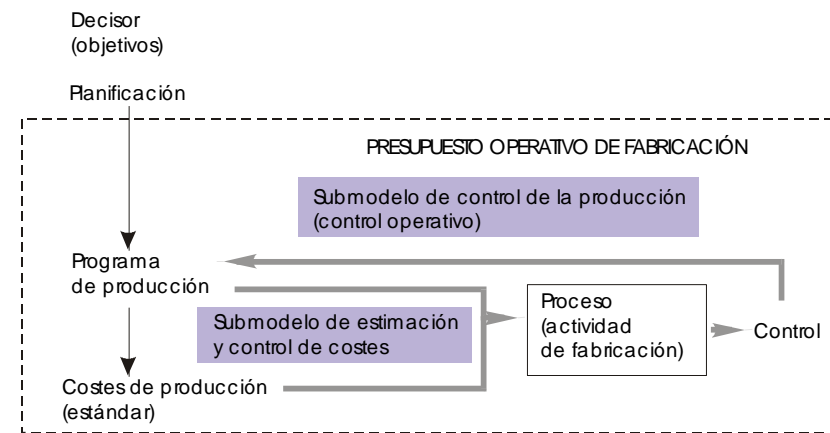 Decisor
(objetivos)
Planificación
PRESUPUESTO OPERATIVO DE FABRICACIÓN
Submodelo de control de la producción
(control operativo)
Programa
de producción
Submodelo de estimación
y control de costes
Proceso
(actividad
de fabricación)
Control
Costes de producción
(estándar)